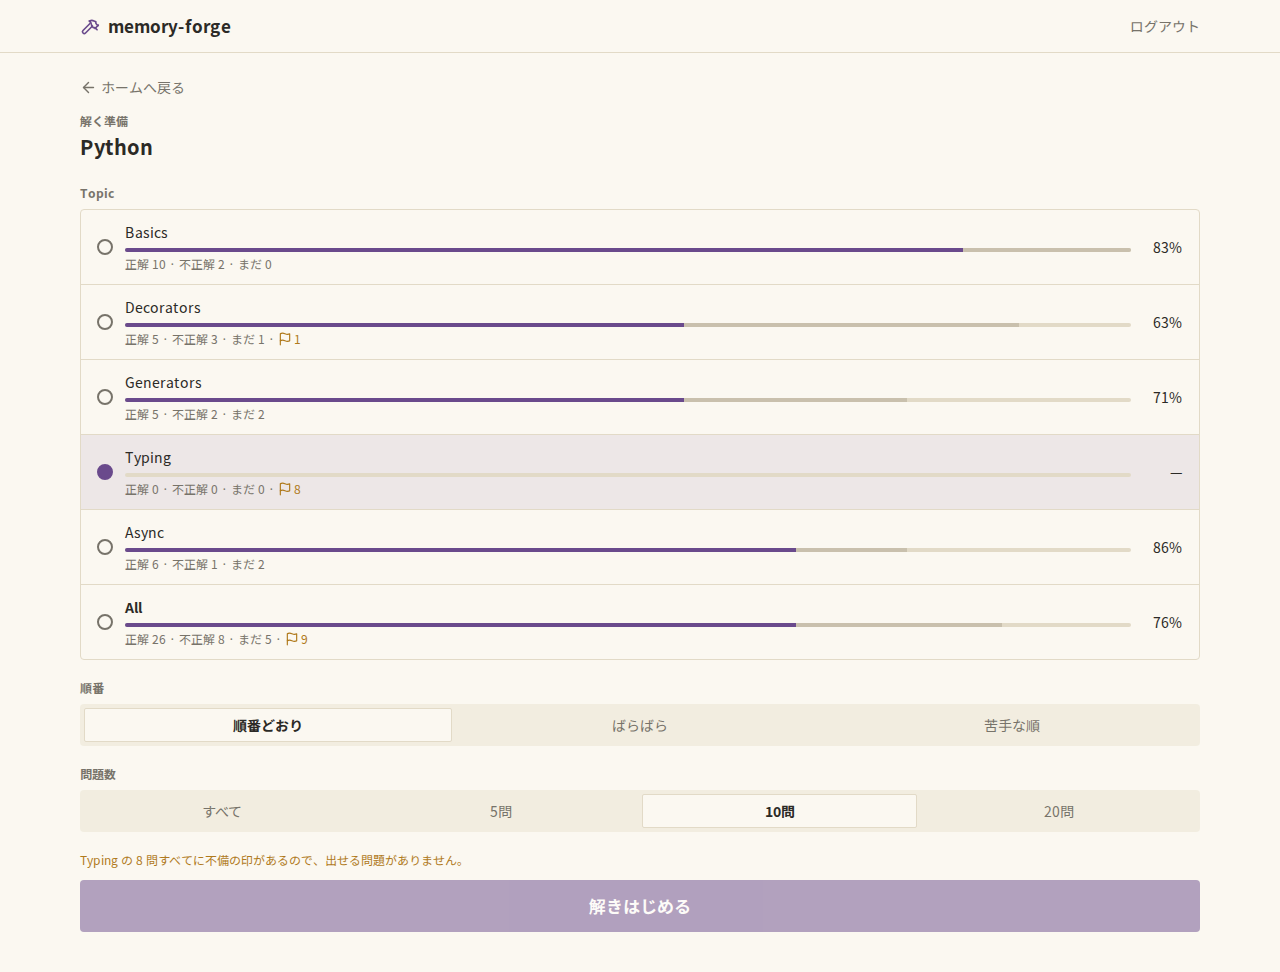 memory-forge
ログアウト
ホームへ戻る
解く準備
Python
Topic
Basics
83%
正解 10 · 不正解 2 · まだ 0
Decorators
63%
正解 5 · 不正解 3 · まだ 1 · 1
Generators
71%
正解 5 · 不正解 2 · まだ 2
Typing
—
正解 0 · 不正解 0 · まだ 0 · 8
Async
86%
正解 6 · 不正解 1 · まだ 2
All
76%
正解 26 · 不正解 8 · まだ 5 · 9
順番
順番どおり
ばらばら
苦手な順
問題数
すべて
5問
10問
20問
Typing の 8 問すべてに不備の印があるので、出せる問題がありません。
解きはじめる